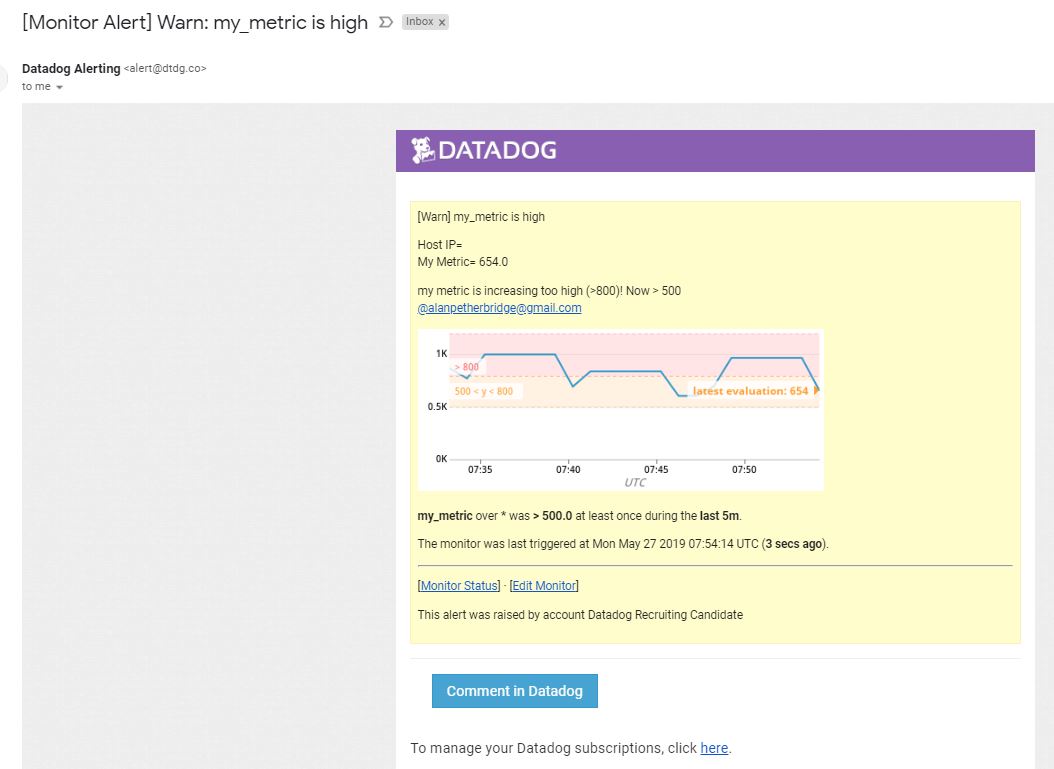 [Monitor Alert] Warn: my_metric is high Inbox x
Datadog Alerting <alert@dtdg.co>
to me
DATADOG
[Warn] my_metric is high
Host IP=
My Metric= 654.0
my metric is increasing too high (>800)! Now > 500
@alanpetherbridge@gmail.com
1K
> 800
500 < y < 800
latest evaluation: 654
0.5K
0K
07:35 07:40 07:45 07:50
UTC
my_metric over * was > 500.0 at least once during the last 5m.
The monitor was last triggered at Mon May 27 2019 07:54:14 UTC (3 secs ago).
[Monitor Status] · [Edit Monitor]
This alert was raised by account Datadog Recruiting Candidate
Comment in Datadog
To manage your Datadog subscriptions, click here.